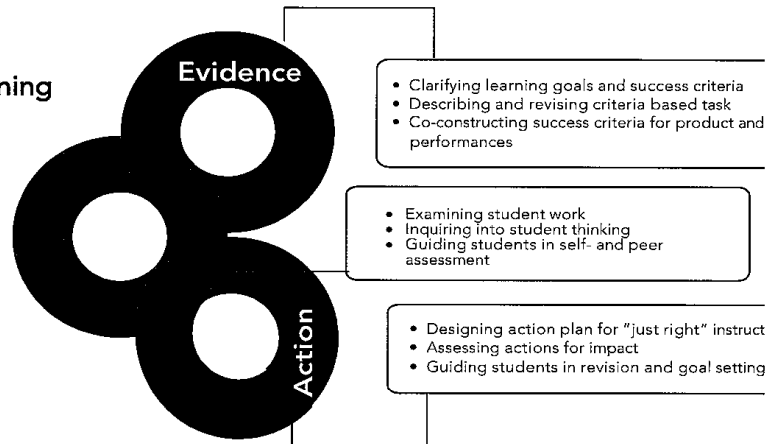 ning
Evidence
• Clarifying learning goals and success criteria
• Describing and revising criteria based task
• Co-constructing success criteria for product and
performances
• Examining student work
• Inquiring into student thinking
• Guiding students in self- and peer
assessment
Action
• Designing action plan for "just right" instruct
• Assessing actions for impact
• Guiding students in revision and goal setting